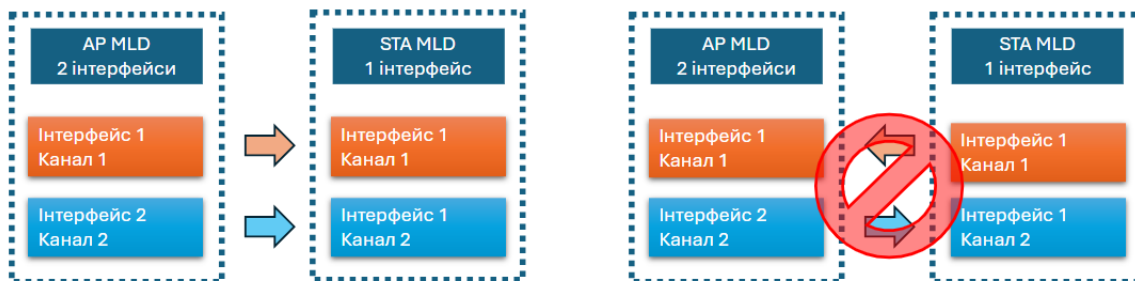 AP MLD
2 інтерфейси
Інтерфейс 1
Канал 1
Інтерфейс 2
Канал 2
STA MLD
1 інтерфейс
Інтерфейс 1
Канал 1
Інтерфейс 1
Канал 2
AP MLD
2 інтерфейси
Інтерфейс 1
Канал 1
Інтерфейс 2
Канал 2
STA MLD
1 інтерфейс
Інтерфейс 1
Канал 1
Інтерфейс 1
Канал 2